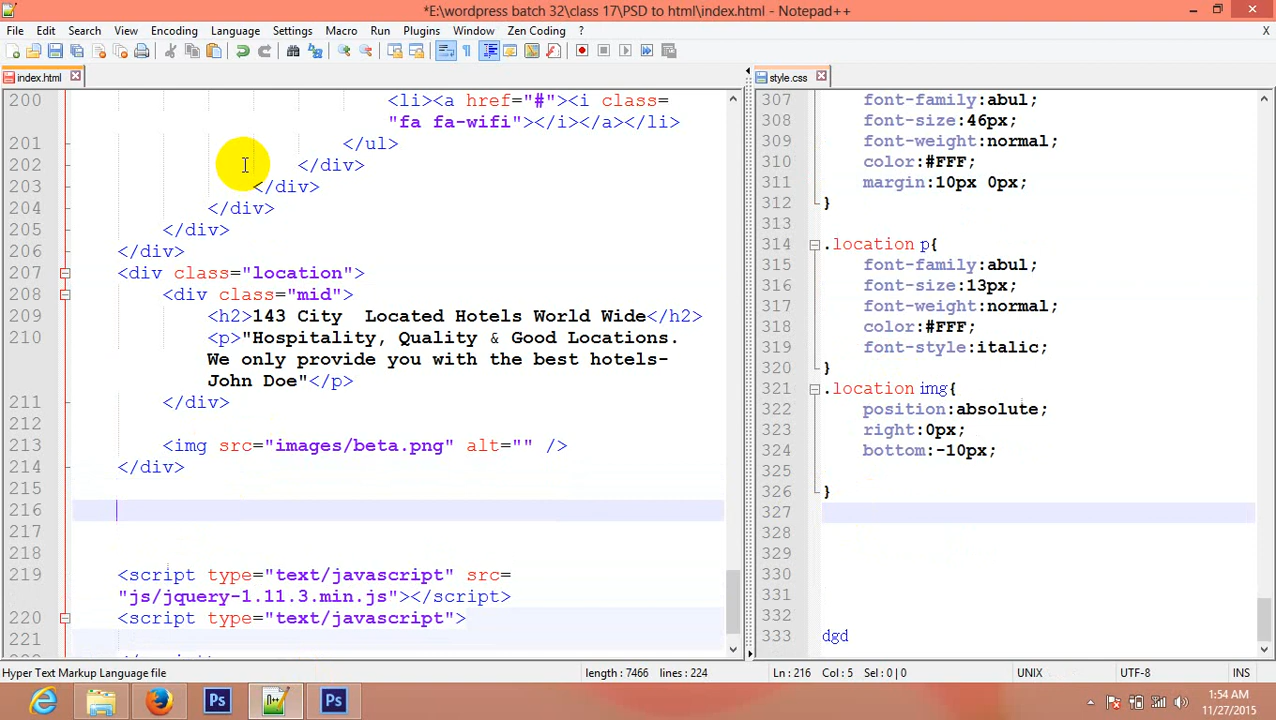 *E:\wordpress batch 32\class 17\PSD to html\index.html - Notepad++
File Edit Search View Encoding Language Settings Macro Run Plugins Window Zen Coding ? X
index.html
200 <li><a href="#"><i class=
"fa fa-wifi"></i></a></li>
201 </ul>
202 </div>
203 </div>
204 </div>
205 </div>
206 </div>
207 <div class="location">
208 <div class="mid">
209 <h2>143 City  Located Hotels World Wide</h2>
210 <p>"Hospitality, Quality & Good Locations.
We only provide you with the best hotels-
John Doe"</p>
211 </div>
212
213 <img src="images/beta.png" alt="" />
214 </div>
215
216
217
218
219 <script type="text/javascript" src=
"js/jquery-1.11.3.min.js"></script>
220 <script type="text/javascript">
221
style.css
307 font-family:abul;
308 font-size:46px;
309 font-weight:normal;
310 color:#FFF;
311 margin:10px 0px;
312 }
313
314 .location p{
315 font-family:abul;
316 font-size:13px;
317 font-weight:normal;
318 color:#FFF;
319 font-style:italic;
320 }
321 .location img{
322 position:absolute;
323 right:0px;
324 bottom:-10px;
325
326 }
327
328
329
330
331
332
333 dgd
Hyper Text Markup Language file length : 7466 lines : 224 Ln : 216 Col : 5 Sel : 0 | 0 UNIX UTF-8 INS
Ps Ps
1:54 AM
11/27/2015